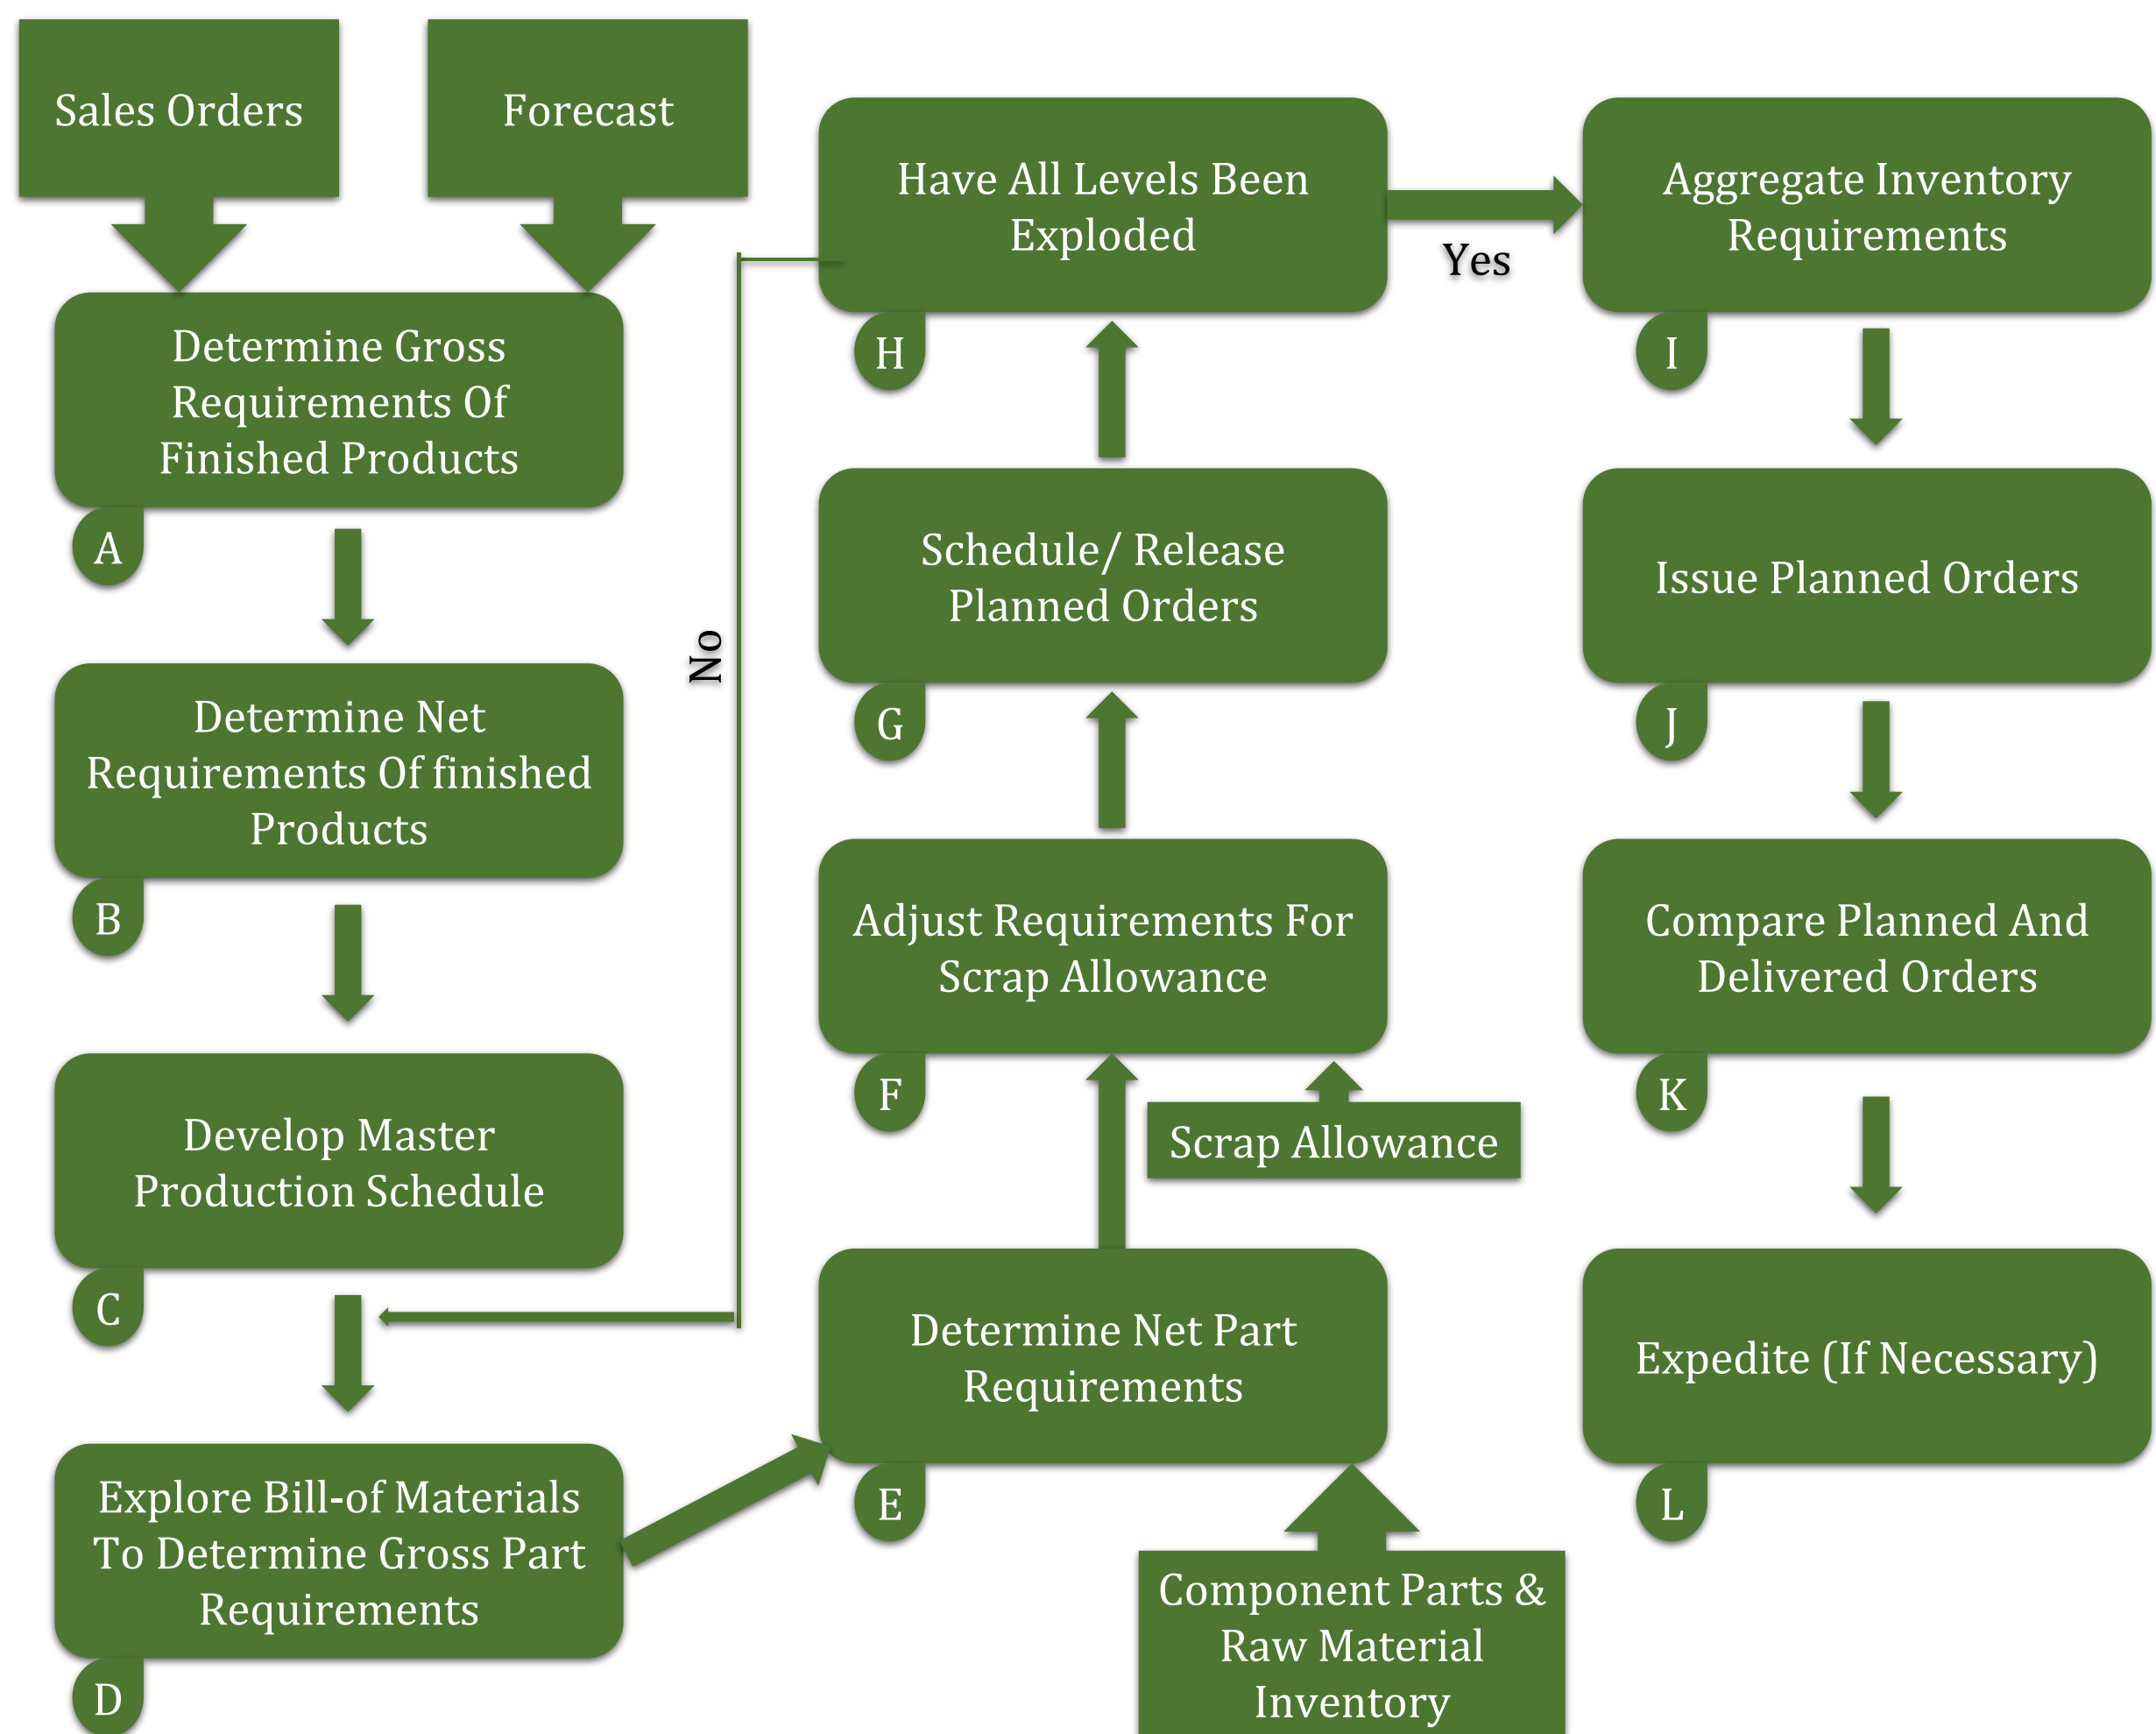 Sales Orders
Forecast
Determine Gross
Requirements Of
Finished Products
A
Determine Net
Requirements Of finished
Products
B
Develop Master
Production Schedule
C
Explore Bill-of Materials
To Determine Gross Part
Requirements
D
No
Have All Levels Been
Exploded
H
Yes
Schedule/ Release
Planned Orders
G
Adjust Requirements For
Scrap Allowance
F
Scrap Allowance
Determine Net Part
Requirements
E
Component Parts &
Raw Material
Inventory
Aggregate Inventory
Requirements
I
Issue Planned Orders
J
Compare Planned And
Delivered Orders
K
Expedite (If Necessary)
L